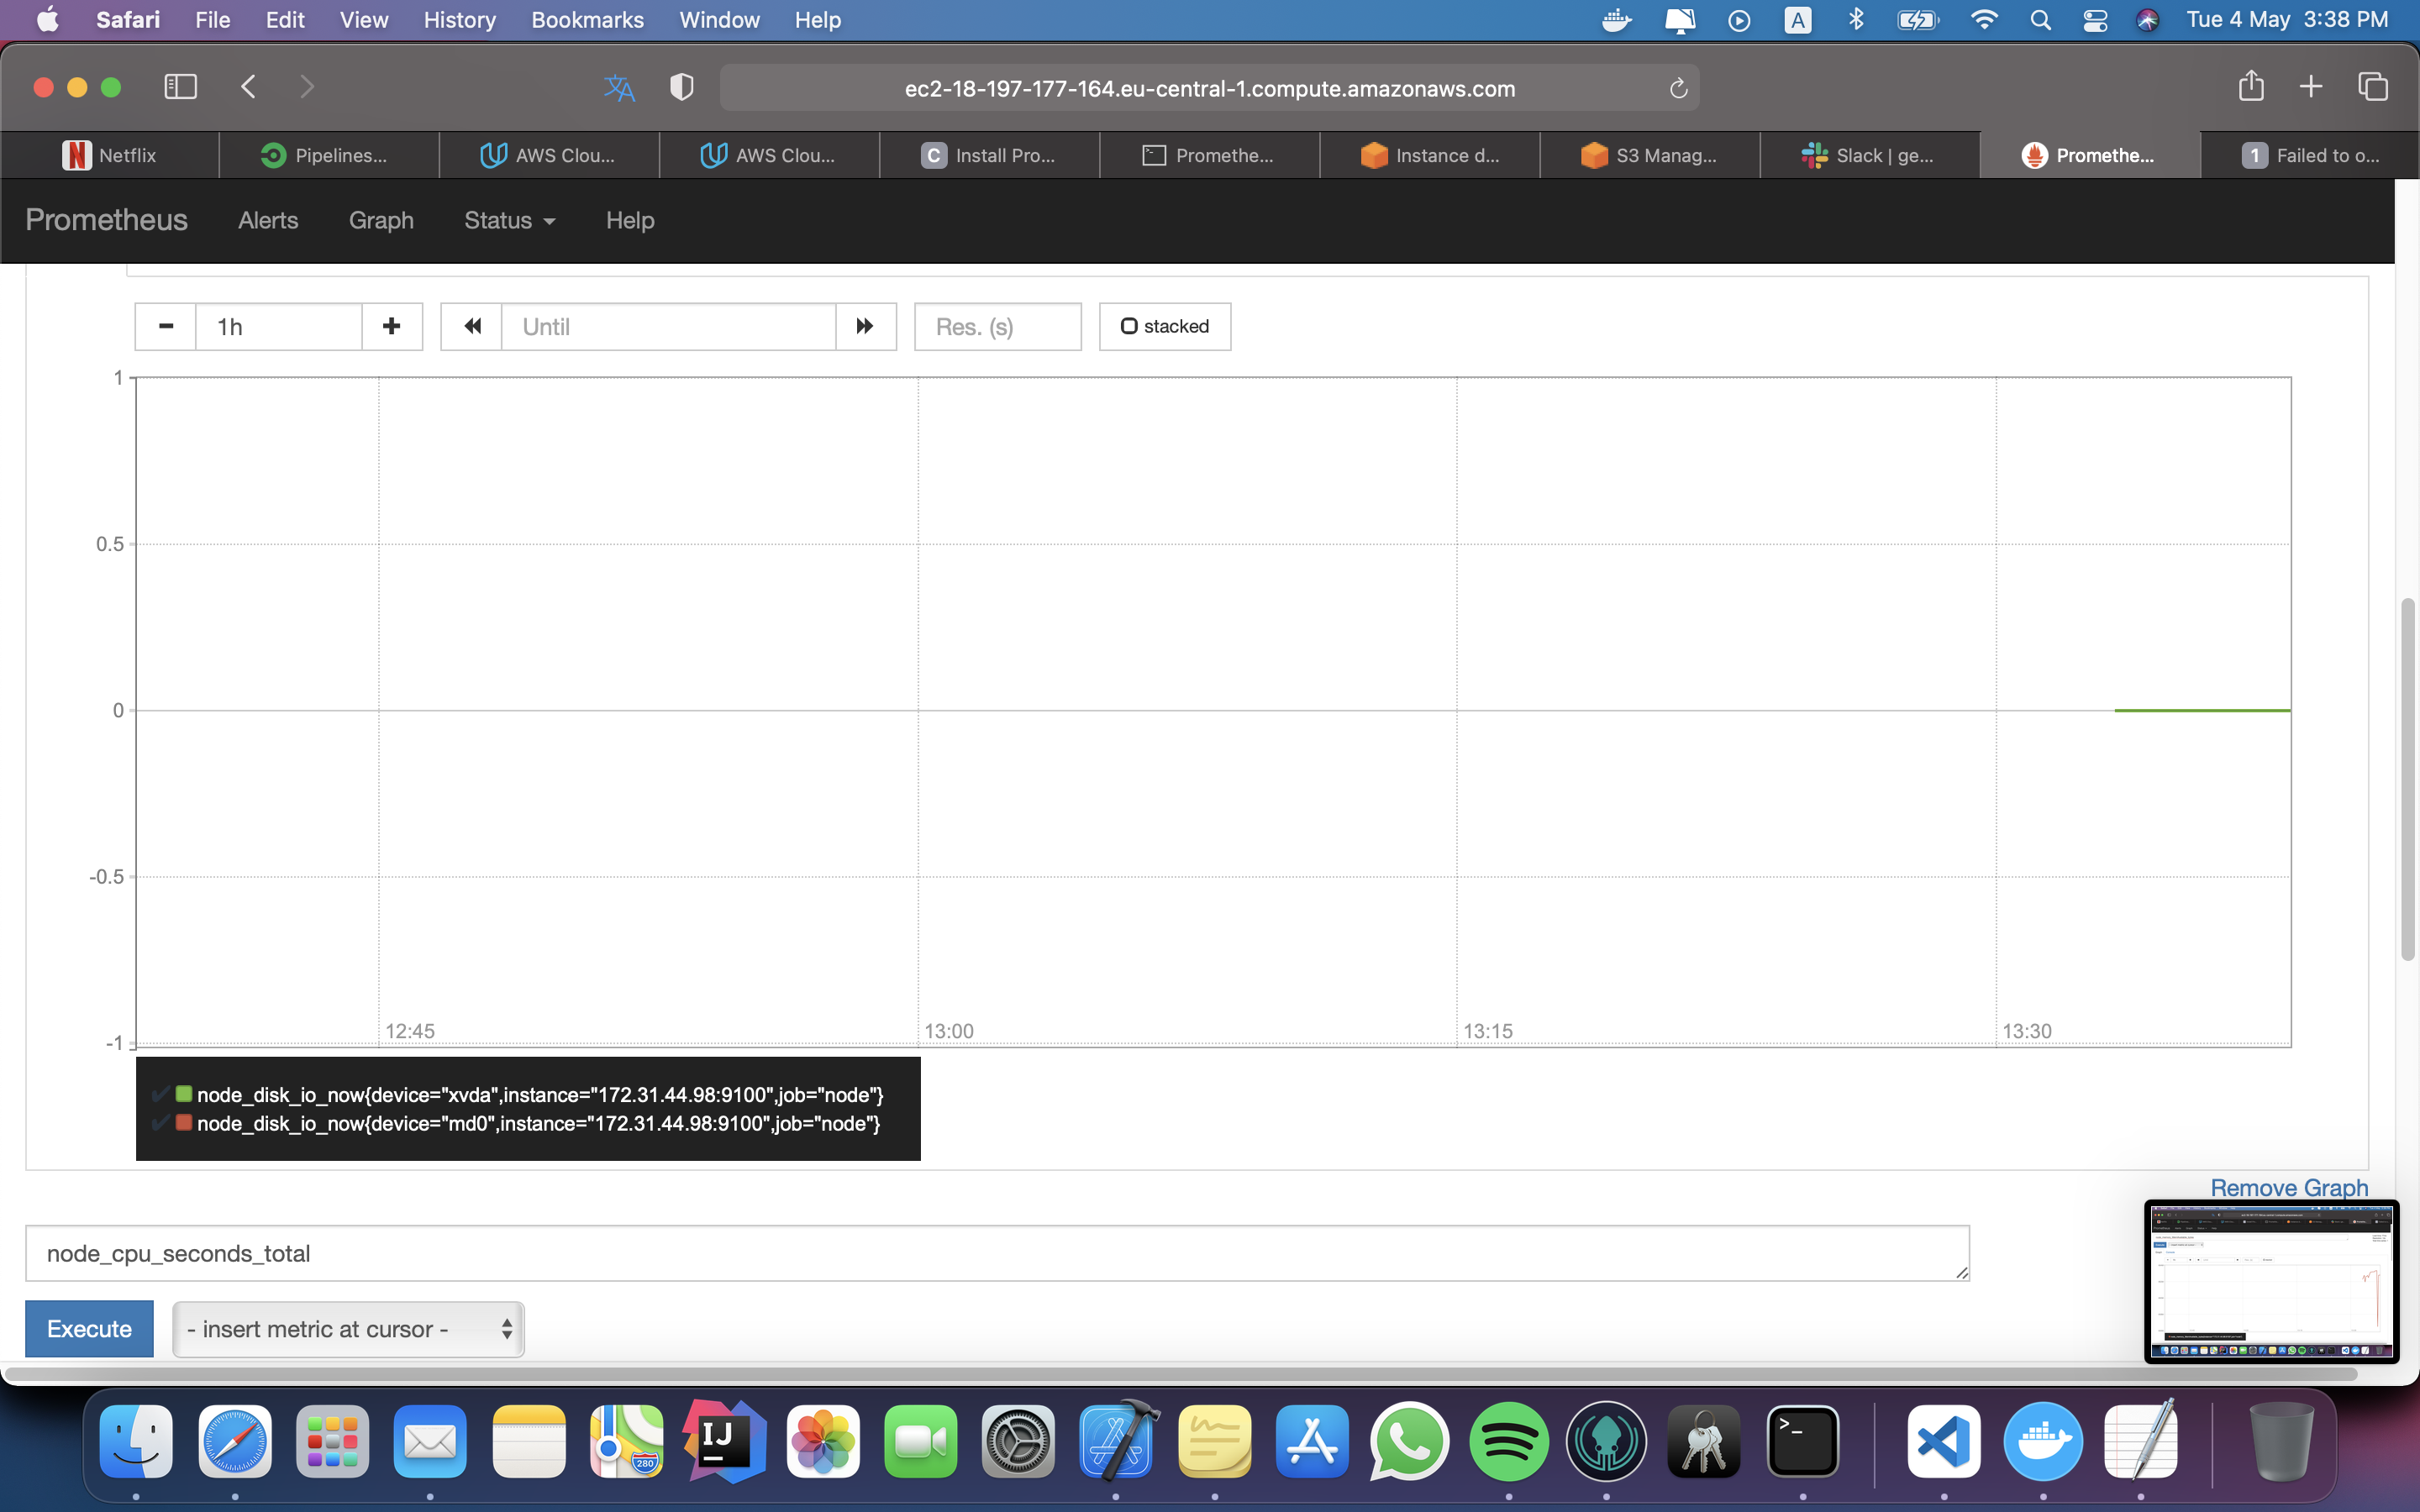 Safari File Edit View History Bookmarks Window Help A Tue 4 May 3:38 PM
ec2-18-197-177-164.eu-central-1.compute.amazonaws.com
Netflix Pipelines... AWS Clou... AWS Clou... C Install Pro... Promethe... Instance d... S3 Manag... Slack | ge... Promethe... 1 Failed to o...
Prometheus Alerts Graph Status Help
1h Until Res. (s) stacked
1
0.5
0
-0.5
-1
12:45 13:00 13:15 13:30
node_disk_io_now{device="xvda",instance="172.31.44.98:9100",job="node"}
node_disk_io_now{device="md0",instance="172.31.44.98:9100",job="node"}
Remove Graph
node_cpu_seconds_total
Execute - insert metric at cursor -
280
IJ